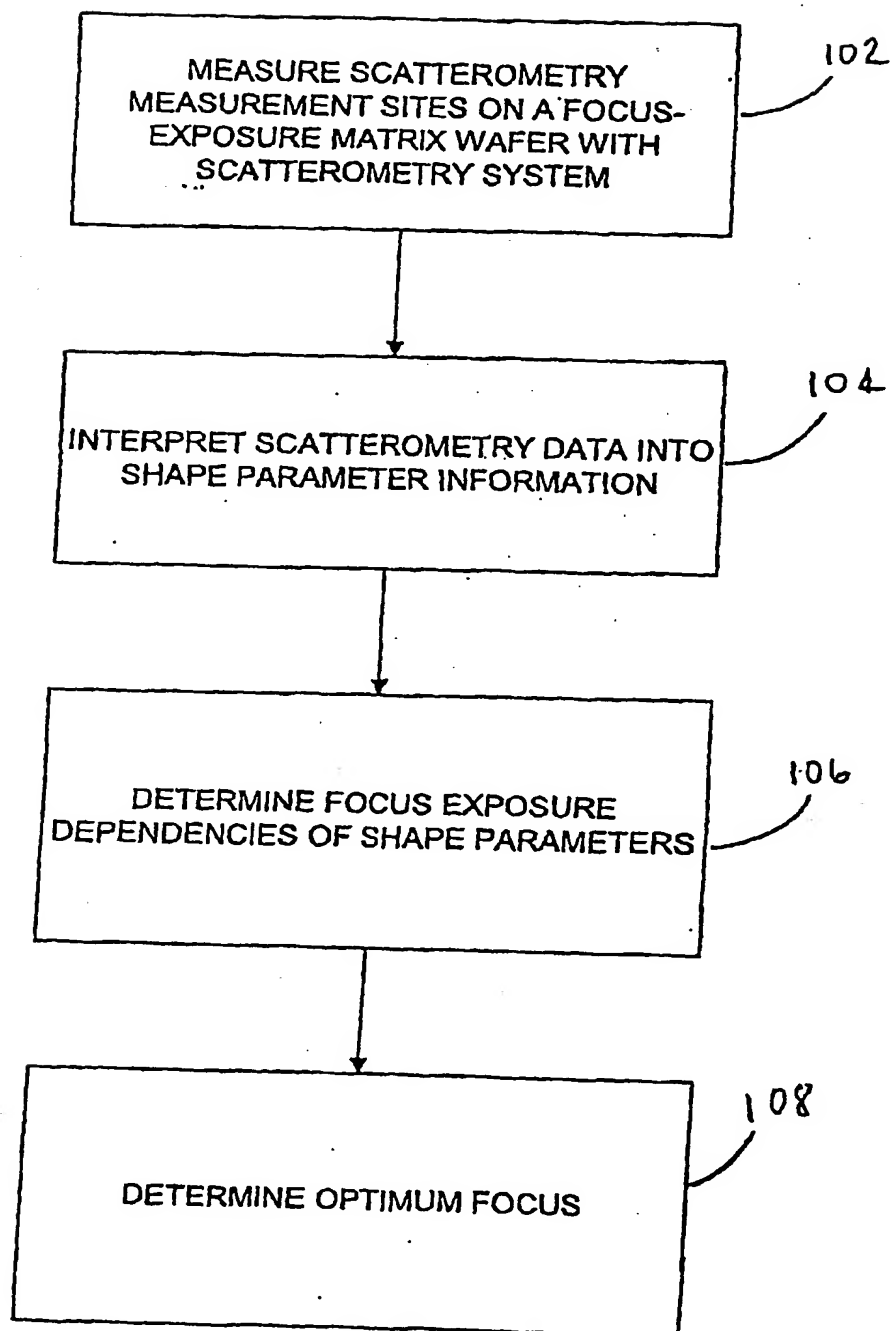 MEASURE SCATTEROMETRY
MEASUREMENT SITES ON A FOCUS-
EXPOSURE MATRIX WAFER WITH
SCATTEROMETRY SYSTEM
102
INTERPRET SCATTEROMETRY DATA INTO
SHAPE PARAMETER INFORMATION
104
DETERMINE FOCUS EXPOSURE
DEPENDENCIES OF SHAPE PARAMETERS
106
DETERMINE OPTIMUM FOCUS
108